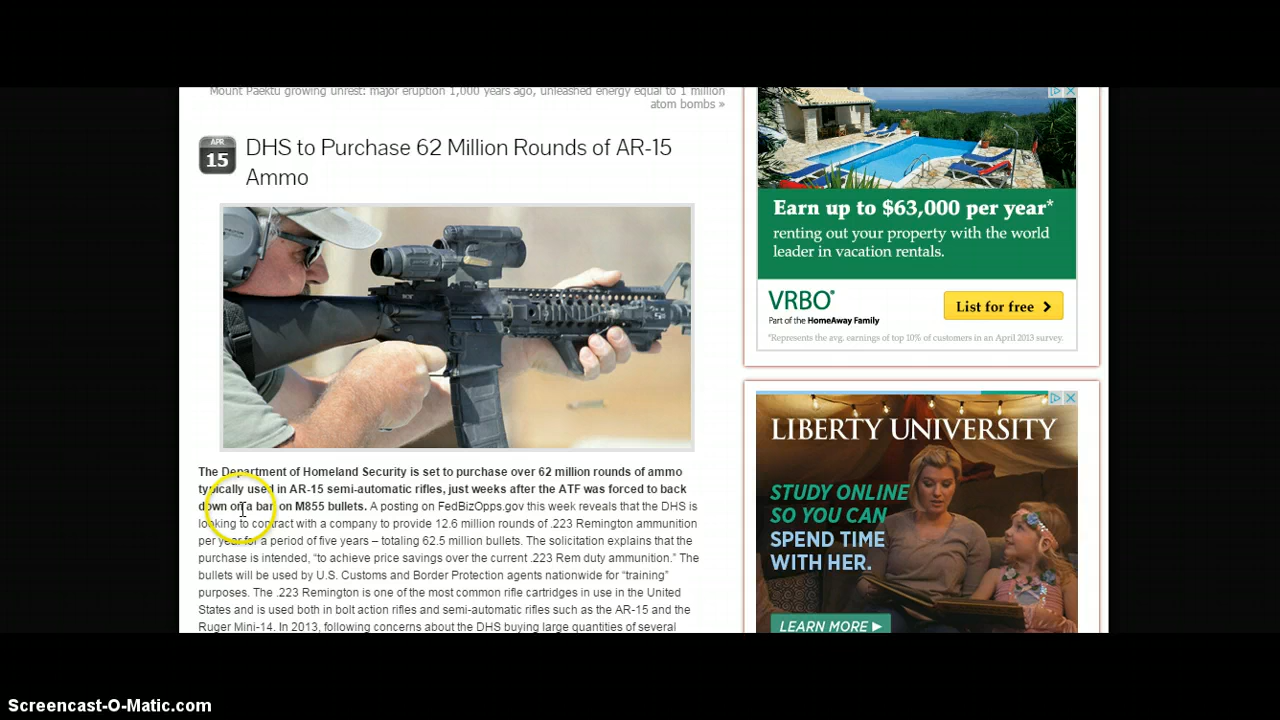 Mount Paektu growing unrest: major eruption 1,000 years ago, unleashed energy equal to 1 million
atom bombs »
APR
15
DHS to Purchase 62 Million Rounds of AR-15
Ammo
The Department of Homeland Security is set to purchase over 62 million rounds of ammo
typically used in AR-15 semi-automatic rifles, just weeks after the ATF was forced to back
down on a ban on M855 bullets. A posting on FedBizOpps.gov this week reveals that the DHS is
looking to contract with a company to provide 12.6 million rounds of .223 Remington ammunition
per year for a period of five years – totaling 62.5 million bullets. The solicitation explains that the
purchase is intended, “to achieve price savings over the current .223 Rem duty ammunition.” The
bullets will be used by U.S. Customs and Border Protection agents nationwide for “training”
purposes. The .223 Remington is one of the most common rifle cartridges in use in the United
States and is used both in bolt action rifles and semi-automatic rifles such as the AR-15 and the
Ruger Mini-14. In 2013, following concerns about the DHS buying large quantities of several
Earn up to $63,000 per year*
renting out your property with the world
leader in vacation rentals.
VRBO®
Part of the HomeAway Family
List for free
*Represents the avg. earnings of top 10% of customers in an April 2013 survey.
LIBERTY UNIVERSITY
STUDY ONLINE
SO YOU CAN
SPEND TIME
WITH HER.
LEARN MORE
Screencast-O-Matic.com